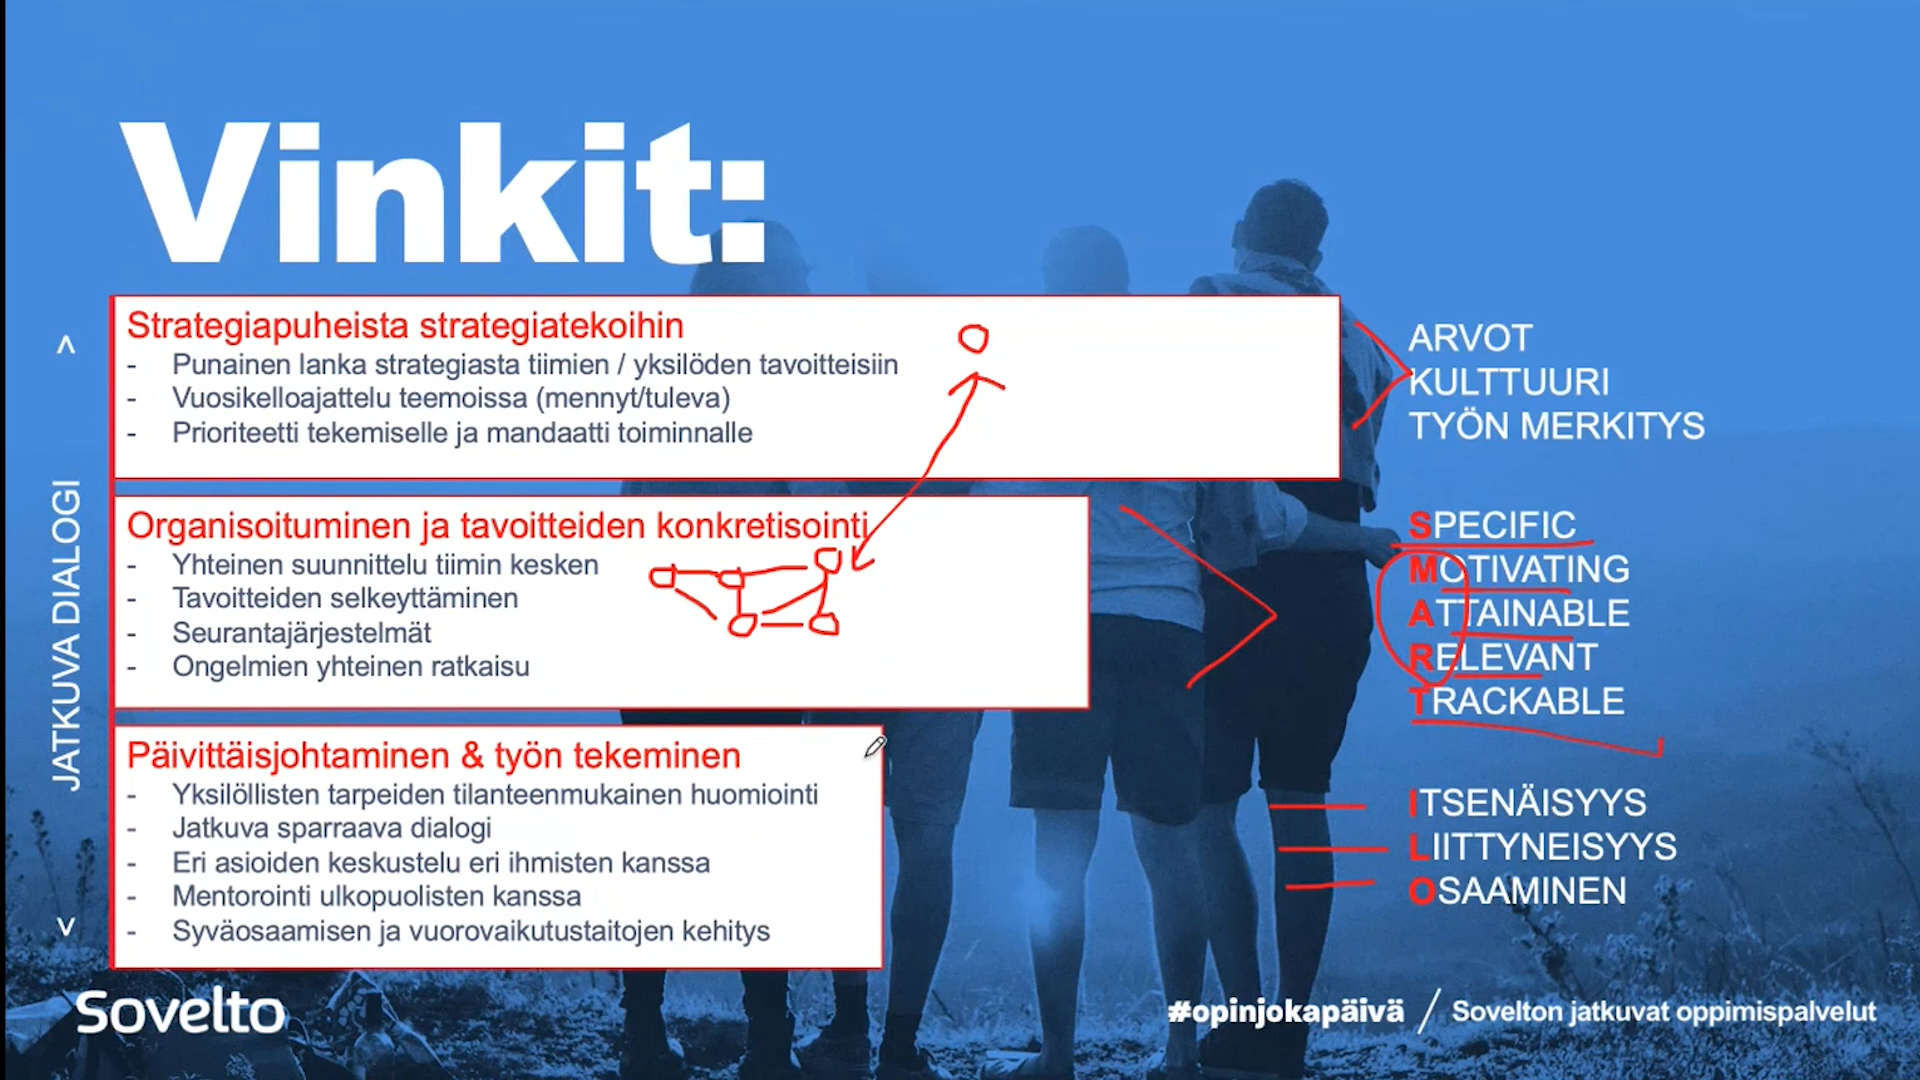 Vinkit:
Strategiapuheista strategiatekoihin
- Punainen lanka strategiasta tiimien / yksilöden tavoitteisiin
- Vuosikelloajattelu teemoissa (mennyt/tuleva)
- Prioriteetti tekemiselle ja mandaatti toiminnalle
ARVOT
KULTTUURI
TYÖN MERKITYS
< JATKUVA DIALOGI >
Organisoituminen ja tavoitteiden konkretisointi
- Yhteinen suunnittelu tiimin kesken
- Tavoitteiden selkeyttäminen
- Seurantajärjestelmät
- Ongelmien yhteinen ratkaisu
SPECIFIC
MOTIVATING
ATTAINABLE
RELEVANT
TRACKABLE
Päivittäisjohtaminen & työn tekeminen
- Yksilöllisten tarpeiden tilanteenmukainen huomiointi
- Jatkuva sparraava dialogi
- Eri asioiden keskustelu eri ihmisten kanssa
- Mentorointi ulkopuolisten kanssa
- Syväosaamisen ja vuorovaikutustaitojen kehitys
ITSENÄISYYS
LIITTYNEISYYS
OSAAMINEN
Sovelto
#opinjokapäivä / Sovelton jatkuvat oppimispalvelut